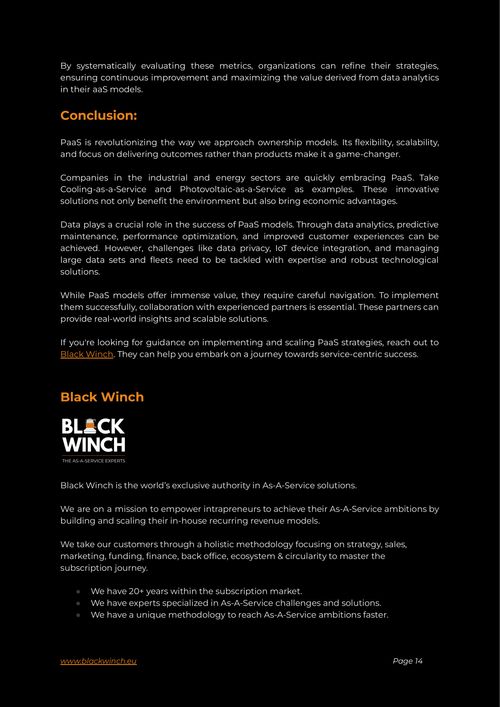 By systematically evaluating these metrics, organizations can refine their strategies,
ensuring continuous improvement and maximizing the value derived from data analytics
in their aaS models.
Conclusion:
PaaS is revolutionizing the way we approach ownership models. Its flexibility, scalability,
and focus on delivering outcomes rather than products make it a game-changer.
Companies in the industrial and energy sectors are quickly embracing PaaS. Take
Cooling-as-a-Service and Photovoltaic-as-a-Service as examples. These innovative
solutions not only benefit the environment but also bring economic advantages.
Data plays a crucial role in the success of PaaS models. Through data analytics, predictive
maintenance, performance optimization, and improved customer experiences can be
achieved. However, challenges like data privacy, IoT device integration, and managing
large data sets and fleets need to be tackled with expertise and robust technological
solutions.
While PaaS models offer immense value, they require careful navigation. To implement
them successfully, collaboration with experienced partners is essential. These partners can
provide real-world insights and scalable solutions.
If you're looking for guidance on implementing and scaling PaaS strategies, reach out to
Black Winch. They can help you embark on a journey towards service-centric success.
Black Winch
BLACK
WINCH
THE AS-A-SERVICE EXPERTS
Black Winch is the world's exclusive authority in As-A-Service solutions.
We are on a mission to empower intrapreneurs to achieve their As-A-Service ambitions by
building and scaling their in-house recurring revenue models.
We take our customers through a holistic methodology focusing on strategy, sales,
marketing, funding, finance, back office, ecosystem & circularity to master the
subscription journey.
● We have 20+ years within the subscription market.
● We have experts specialized in As-A-Service challenges and solutions.
● We have a unique methodology to reach As-A-Service ambitions faster.
www.blackwinch.eu Page 14